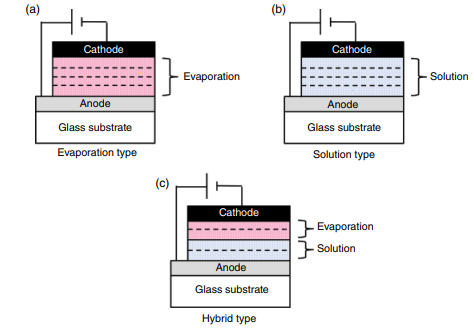 (a)
Cathode
Evaporation
Anode
Glass substrate
Evaporation type
(b)
Cathode
Solution
Anode
Glass substrate
Solution type
(c)
Cathode
Evaporation
Solution
Anode
Glass substrate
Hybrid type